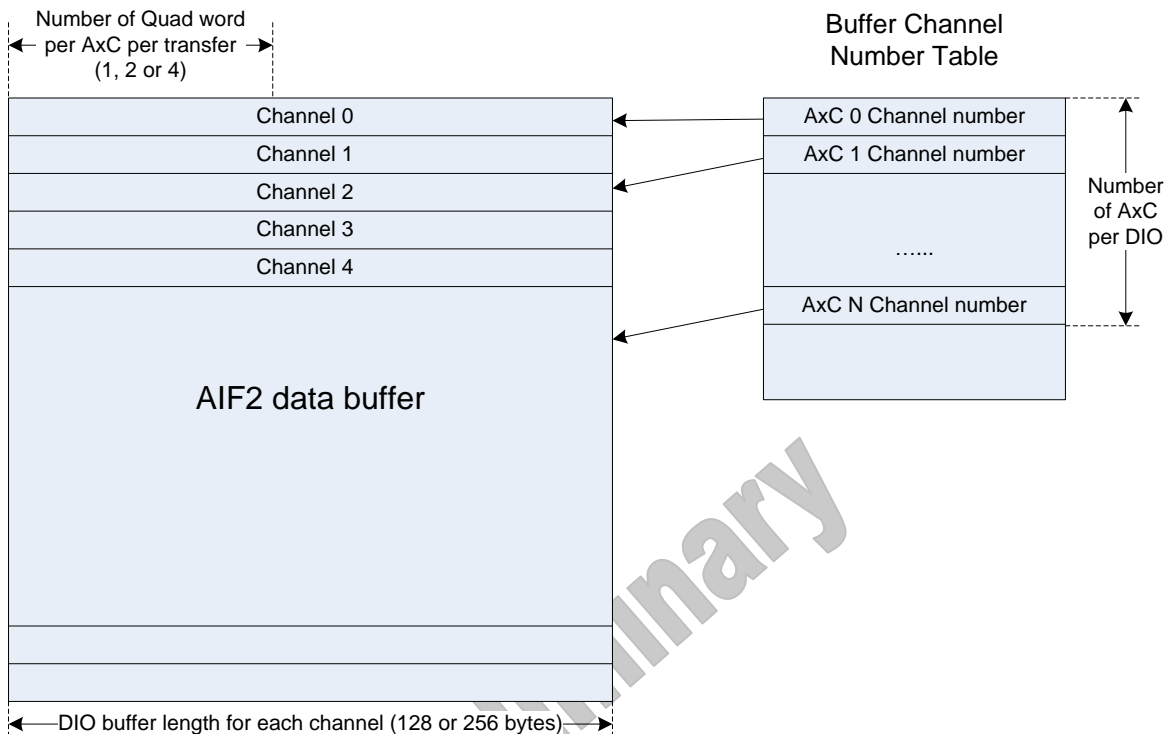 Number of Quad word
per AxC per transfer
(1, 2 or 4)
Buffer Channel
Number Table
Channel 0
Channel 1
Channel 2
Channel 3
Channel 4
AIF2 data buffer
AxC 0 Channel number
AxC 1 Channel number
…...
AxC N Channel number
Number
of AxC
per DIO
DIO buffer length for each channel (128 or 256 bytes)